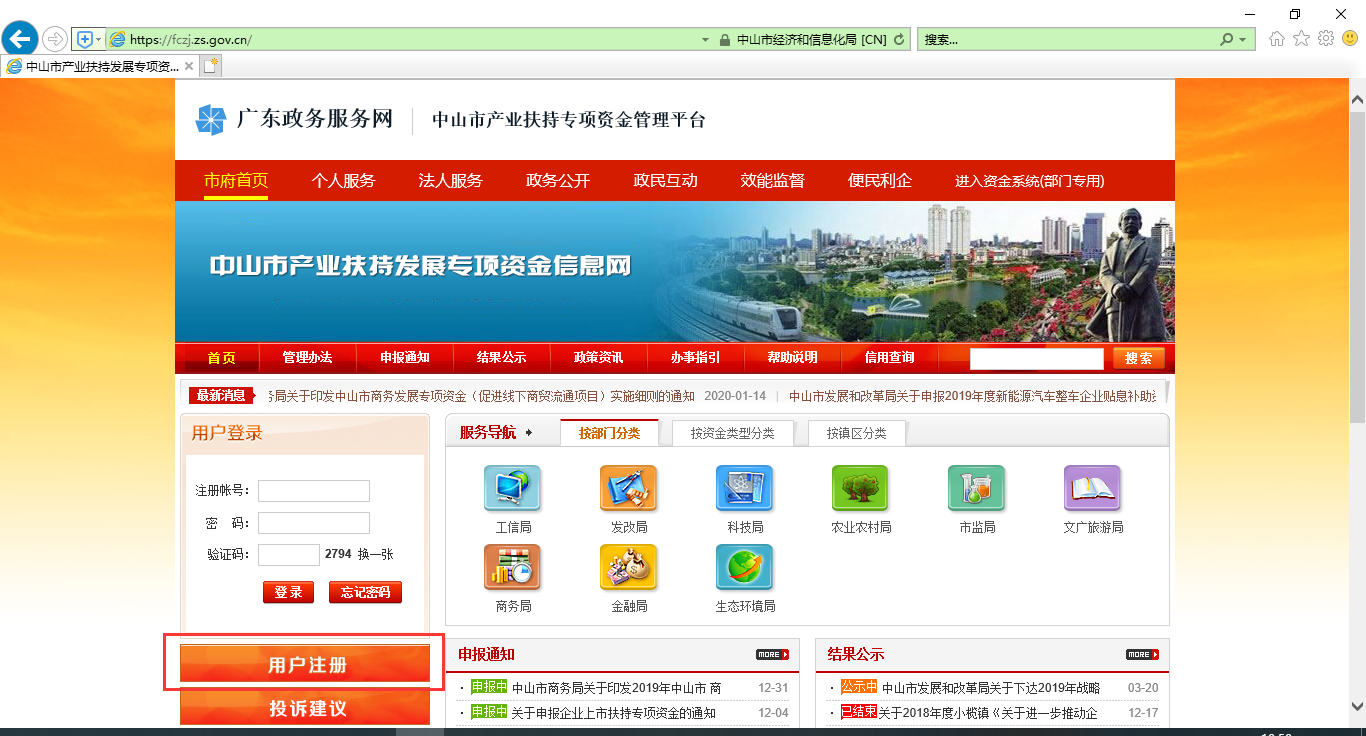 https://fczj.zs.gov.cn/
中山市经济和信息化局 [CN]
搜索...
中山市产业扶持发展专项资...
广东政务服务网
中山市产业扶持专项资金管理平台
市府首页 个人服务 法人服务 政务公开 政民互动 效能监督 便民利企 进入资金系统(部门专用)
中山市产业扶持发展专项资金信息网
首页 管理办法 申报通知 结果公示 政策资讯 办事指引 帮助说明 信用查询 搜索
最新消息 务局关于印发中山市商务发展专项资金（促进线下商贸流通项目）实施细则的通知 2020-01-14 | 中山市发展和改革局关于申报2019年度新能源汽车整车企业贴息补助资
用户登录
注册帐号：
密 码：
验证码： 2794 换一张
登录 忘记密码
用户注册
投诉建议
服务导航 按部门分类 按资金类型分类 按镇区分类
工信局 发改局 科技局 农业农村局 市监局 文广旅游局
商务局 金融局 生态环境局
申报通知 MORE
· 申报中 中山市商务局关于印发2019年中山市 商 12-31
· 申报中 关于申报企业上市扶持专项资金的通知 12-04
结果公示 MORE
· 公示中 中山市发展和改革局关于下达2019年战略 03-20
· 已结束 关于2018年度小榄镇《关于进一步推动企 12-17